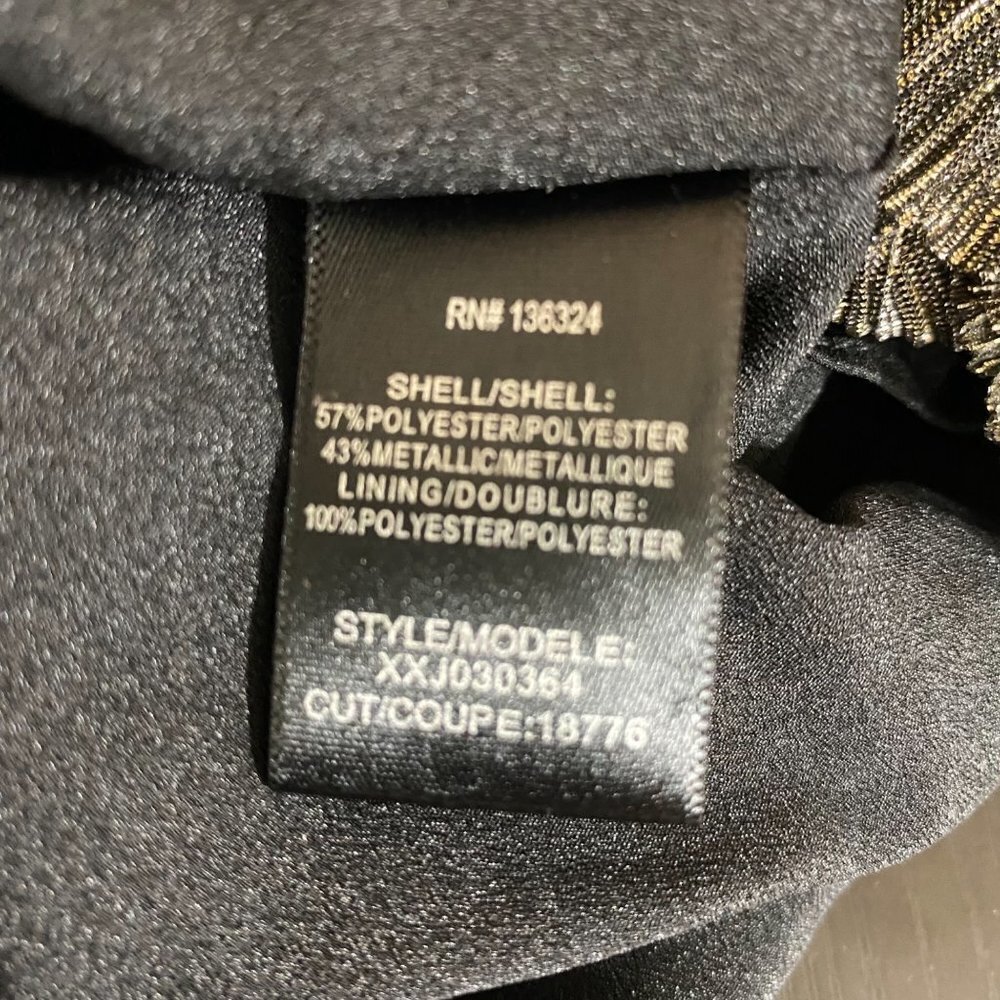 RN# 136324
SHELL/SHELL:
57%POLYESTER/POLYESTER
43%METALLIC/METALLIQUE
LINING/DOUBLURE:
100%POLYESTER/POLYESTER
STYLE/MODELE:
XXJ030364
CUT/COUPE:18776